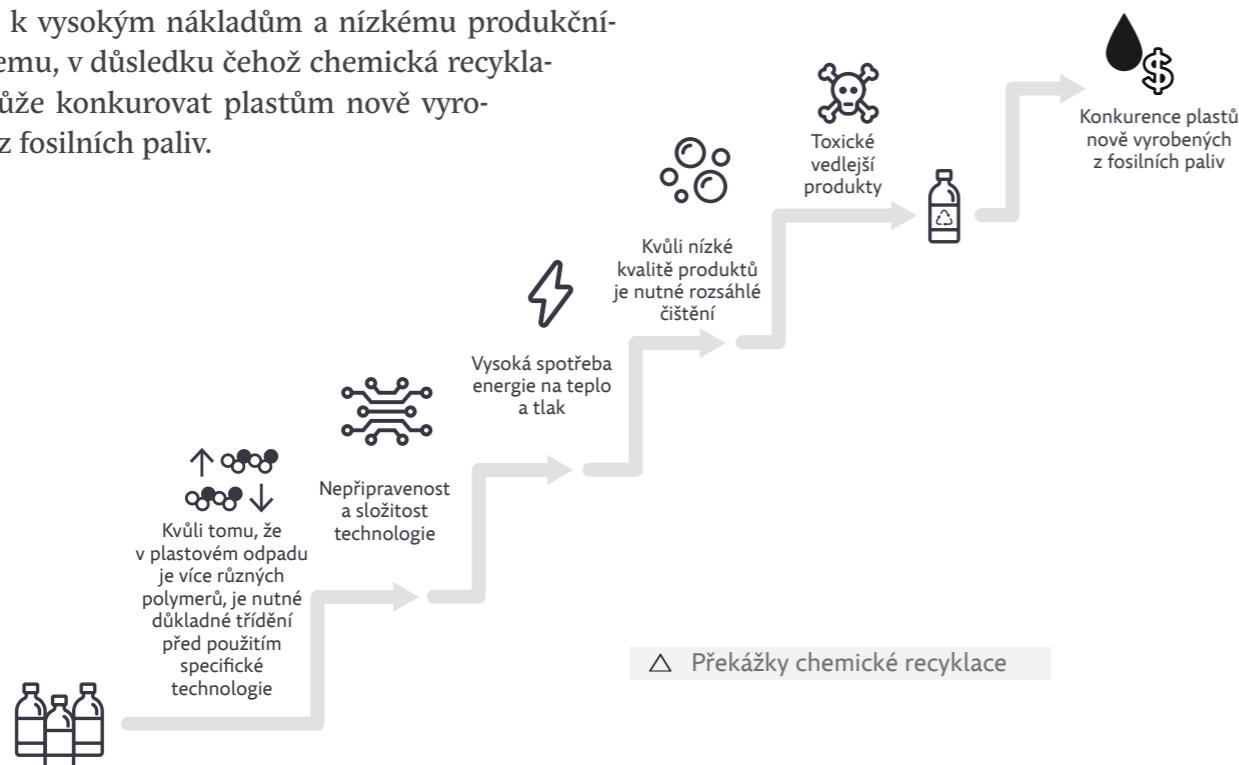 k vysokým nákladům a nízkému produkční-
emu, v důsledku čehož chemická recykla-
ůže konkurovat plastům nově vyro-
z fosilních paliv.
Konkurence plastů
nově vyrobených
z fosilních paliv
Toxické
vedlejší
produkty
Kvůli nízké
kvalitě produktů
je nutné rozsáhlé
čištění
Vysoká spotřeba
energie na teplo
a tlak
Nepřipravenost
a složitost
technologie
Kvůli tomu, že
v plastovém odpadu
je více různých
polymerů, je nutné
důkladné třídění
před použitím
specifické
technologie
△ Překážky chemické recyklace